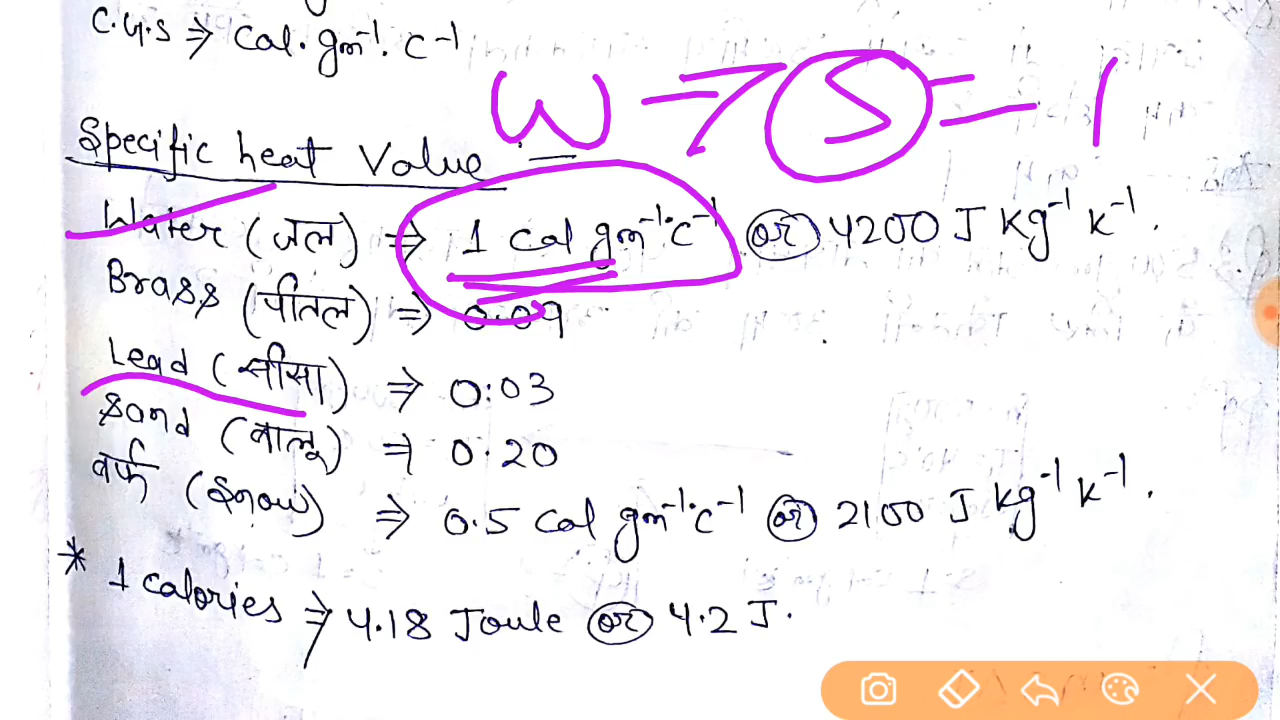 C.G.S ⇒ Cal. gm⁻¹. c⁻¹
W ⇒ S = 1
Specific heat Value :-
Water (जल) ⇒ 1 Cal gm⁻¹.c⁻¹ or 4200 J Kg⁻¹ k⁻¹.
Brass (पीतल) ⇒ 0.09
Lead (सीसा) ⇒ 0.03
Sand (बालू) ⇒ 0.20
बर्फ (Snow) ⇒ 0.5 Cal gm⁻¹.c⁻¹ or 2100 J kg⁻¹ k⁻¹.
* 1 calories ⇒ 4.18 Joule or 4.2 J.